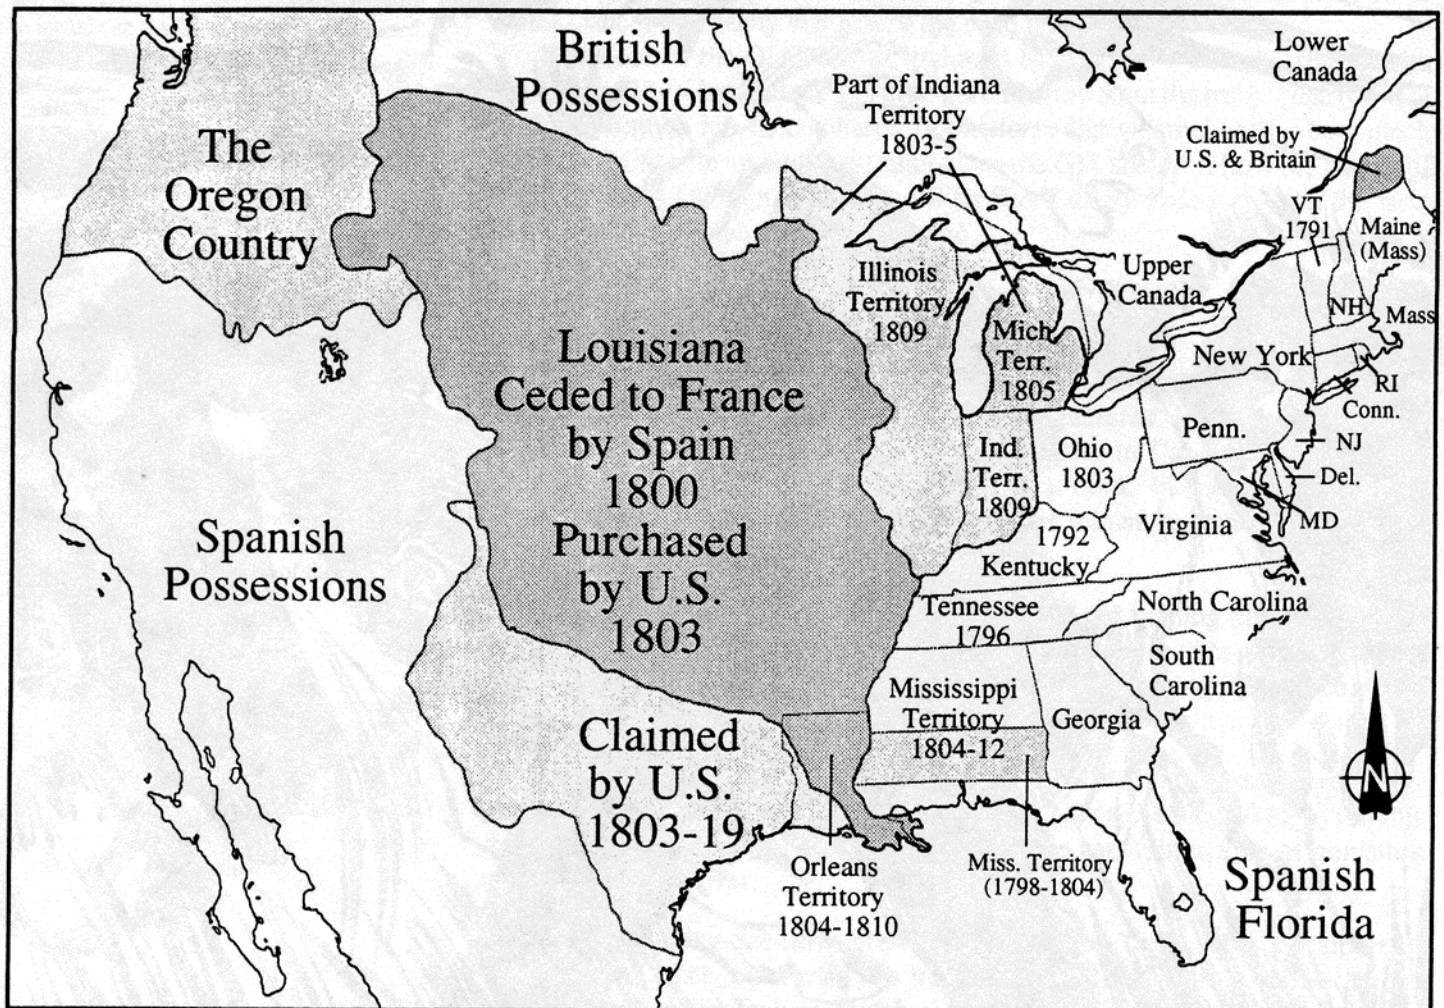 British
Possessions
Lower
Canada
Part of Indiana
Territory
1803-5
Claimed by
U.S. & Britain
The
Oregon
Country
VT
1791
Maine
(Mass)
Illinois
Territory
1809
Upper
Canada
NH
Mass
Mich
Terr.
1805
New York
RI
Conn.
Louisiana
Ceded to France
by Spain
1800
Purchased
by U.S.
1803
Penn.
NJ
Ind.
Terr.
1809
Ohio
1803
Del.
MD
Virginia
1792
Kentucky
Spanish
Possessions
Tennessee
1796
North Carolina
South
Carolina
Mississippi
Territory
1804-12
Georgia
Claimed
by U.S.
1803-19
N
Orleans
Territory
1804-1810
Miss. Territory
(1798-1804)
Spanish
Florida